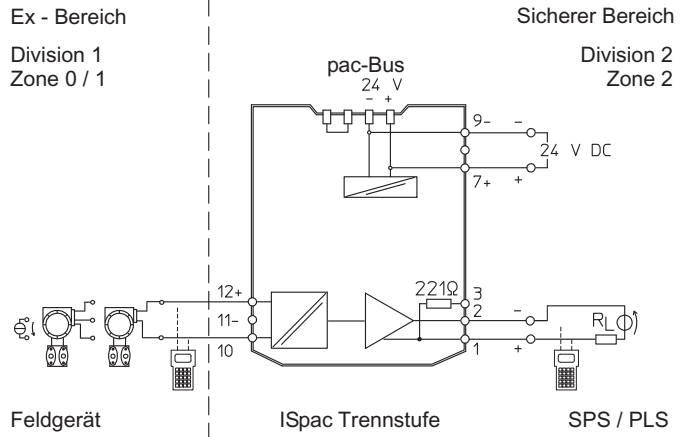 Ex - Bereich
Sicherer Bereich
Division 1
Zone 0 / 1
Division 2
Zone 2
pac-Bus
24 V
- +
9- -
24 V DC
7+ +
12+
11-
10
221Ω
3
2 -
1 +
RL
Feldgerät
ISpac Trennstufe
SPS / PLS